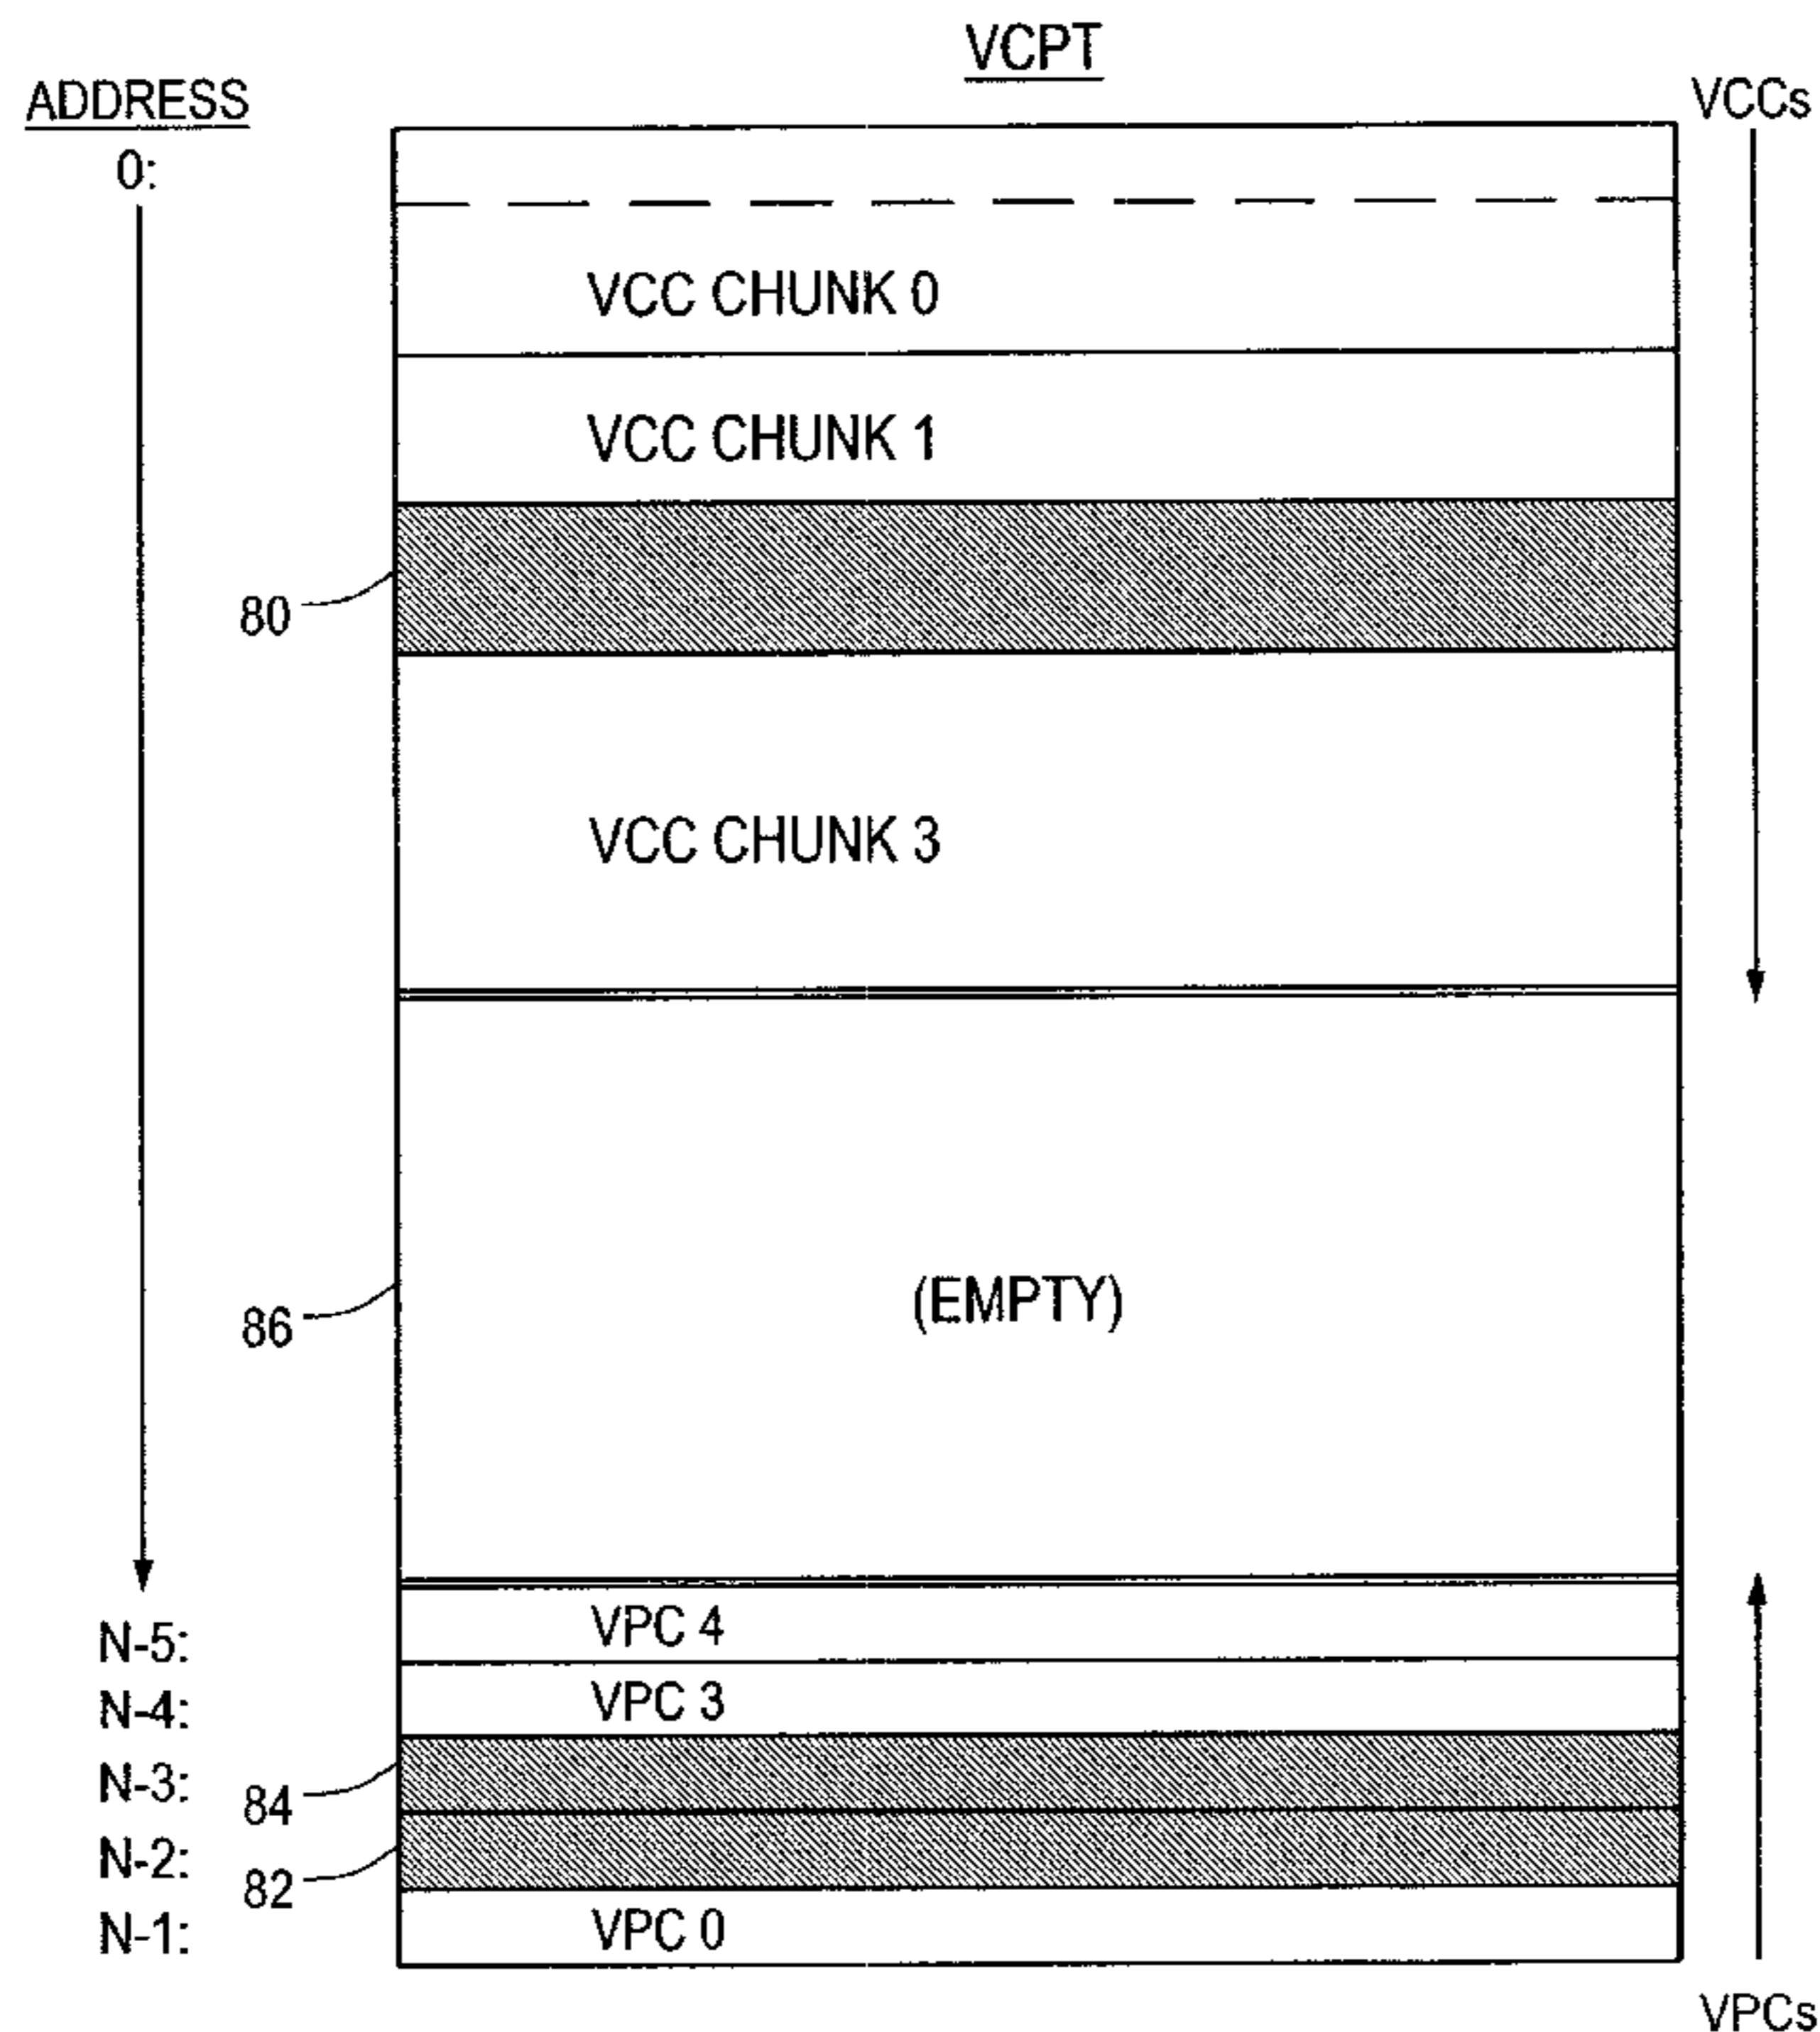 VCPT
ADDRESS
VCCs
0:
VCC CHUNK 0
VCC CHUNK 1
80
VCC CHUNK 3
(EMPTY)
86
N-5:
VPC 4
N-4:
VPC 3
N-3:
84
N-2:
82
N-1:
VPC 0
VPCs